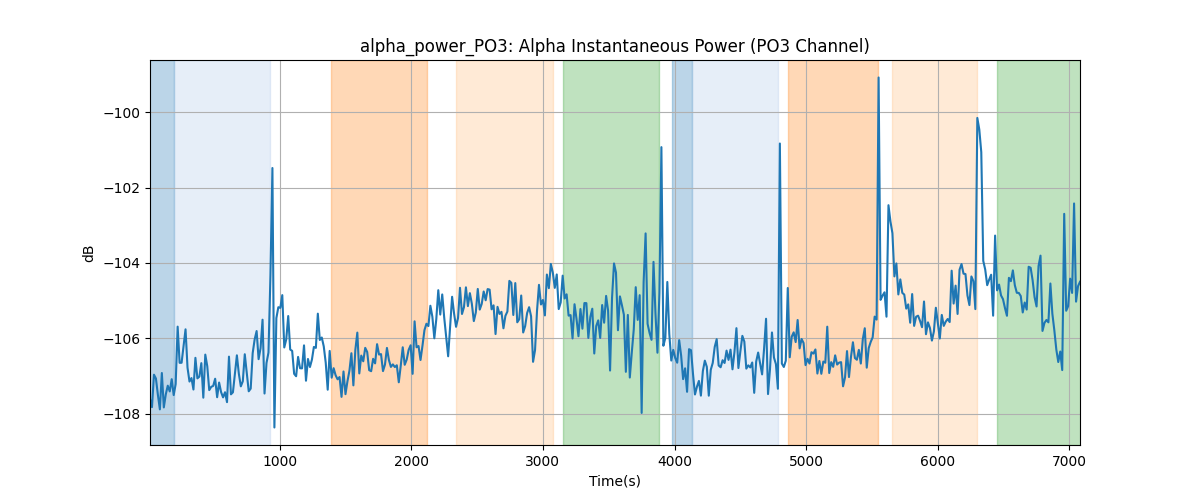 alpha_power_PO3: Alpha Instantaneous Power (PO3 Channel)
−100
−102
−104
−106
−108
dB
1000 2000 3000 4000 5000 6000 7000
Time(s)